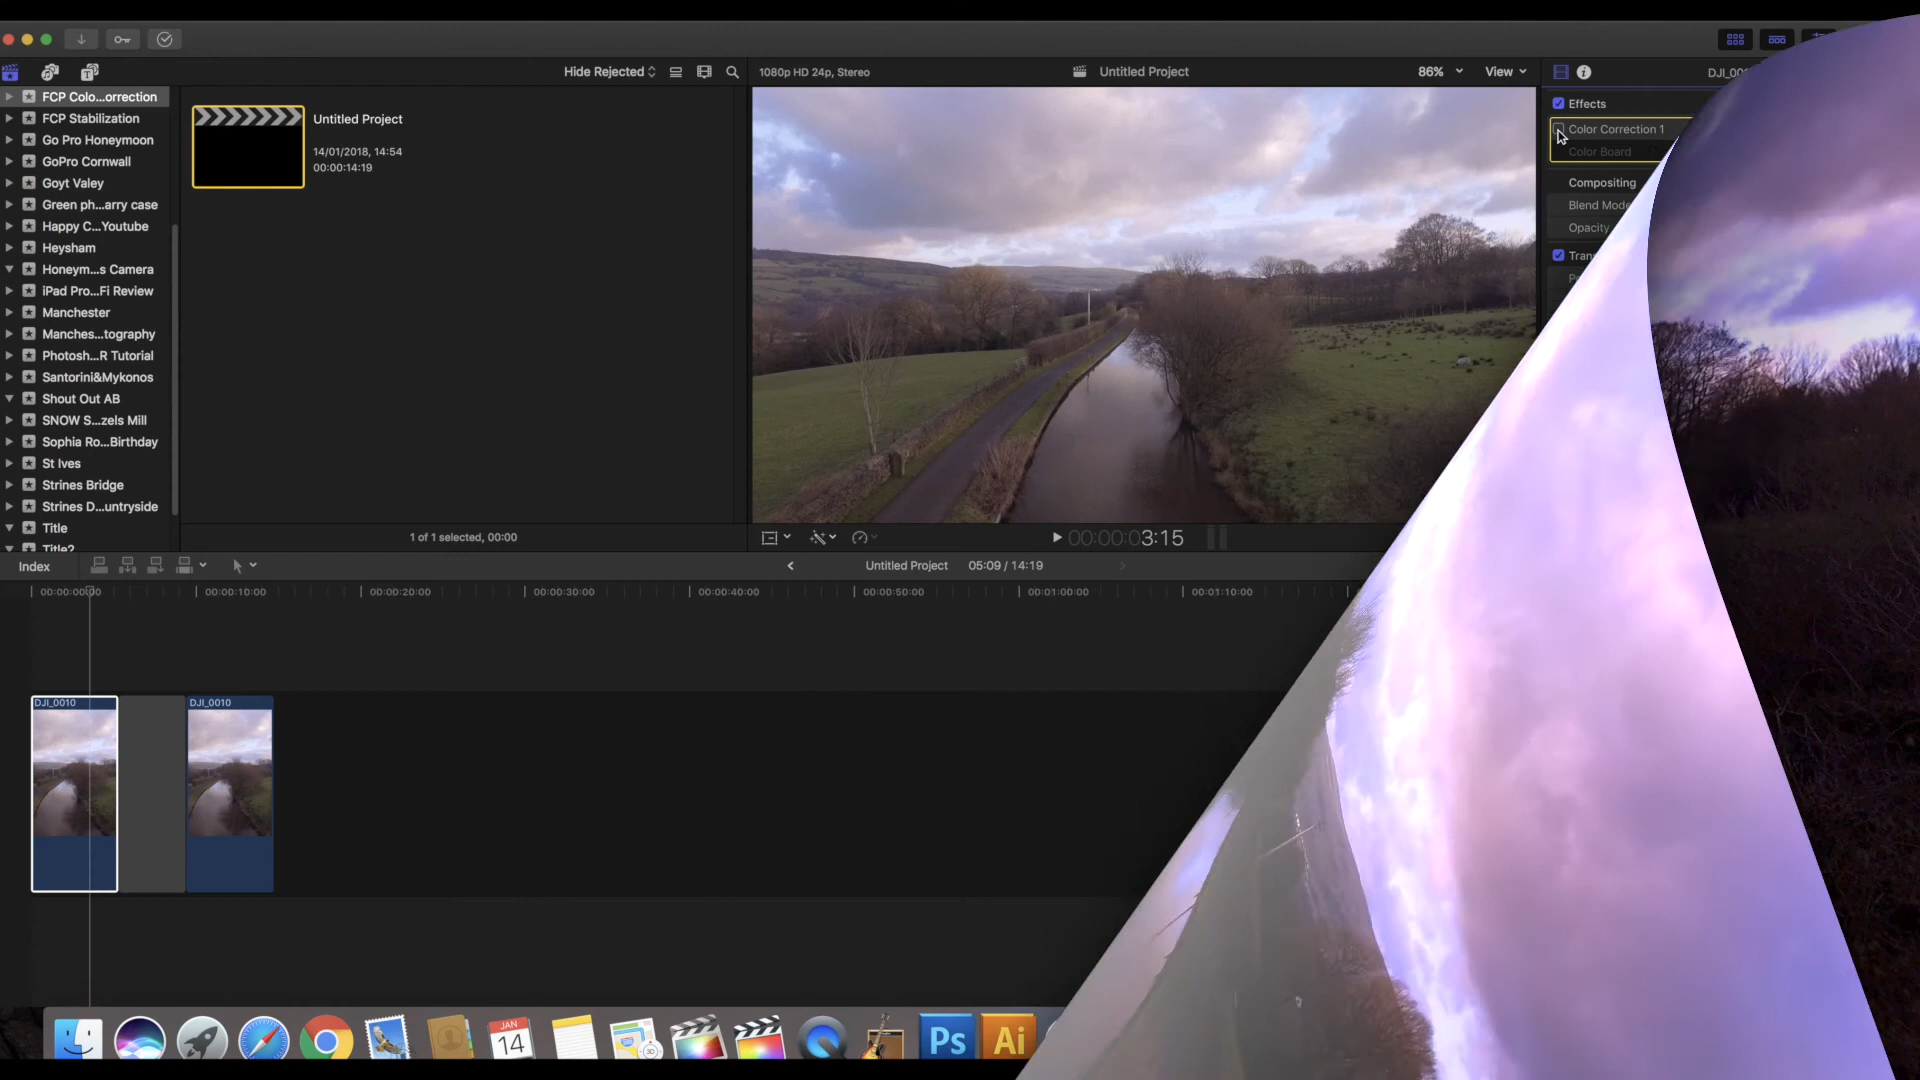 Hide Rejected
1080p HD 24p, Stereo
Untitled Project
86%
View
FCP Colo...orrection
FCP Stabilization
Go Pro Honeymoon
GoPro Cornwall
Goyt Valey
Green ph...arry case
Happy C...Youtube
Heysham
Honeym...s Camera
iPad Pro...Fi Review
Manchester
Manches...tography
Photosh...R Tutorial
Santorini&Mykonos
Shout Out AB
SNOW S...zels Mill
Sophia Ro...Birthday
St Ives
Strines Bridge
Strines D...untryside
Title
Title2
Untitled Project
14/01/2018, 14:54
00:00:14:19
1 of 1 selected, 00:00
Effects
Color Correction 1
Color Board
Compositing
Blend Mode
Opacity
00:00:03:15
Index
Untitled Project
05:09 / 14:19
00:00:10:00
00:00:20:00
00:00:30:00
00:00:40:00
00:00:50:00
00:01:00:00
00:01:10:00
DJI_0010
DJI_0010
JAN
14
Ps
Ai